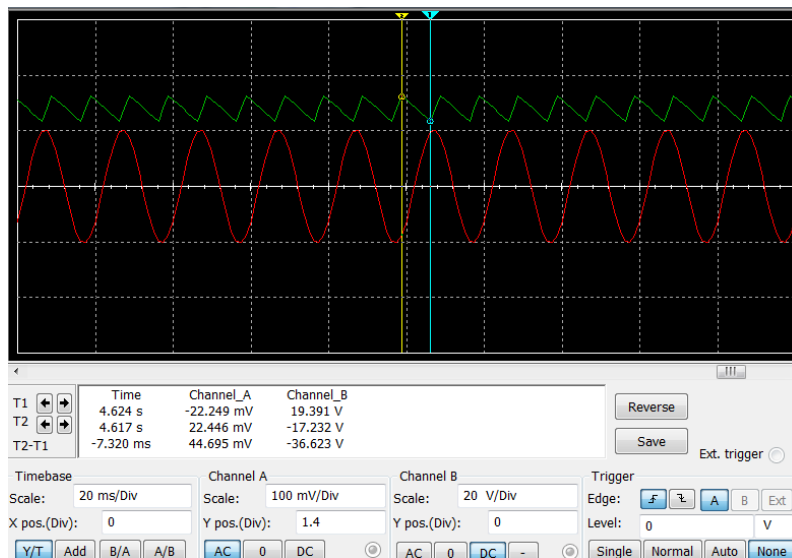 2 1
Time Channel_A Channel_B
T1 4.624 s -22.249 mV 19.391 V
T2 4.617 s 22.446 mV -17.232 V
T2-T1 -7.320 ms 44.695 mV -36.623 V
Reverse
Save
Ext. trigger
Timebase
Scale: 20 ms/Div
X pos.(Div): 0
Y/T Add B/A A/B
Channel A
Scale: 100 mV/Div
Y pos.(Div): 1.4
AC 0 DC
Channel B
Scale: 20 V/Div
Y pos.(Div): 0
AC 0 DC -
Trigger
Edge: A B Ext
Level: 0 V
Single Normal Auto None